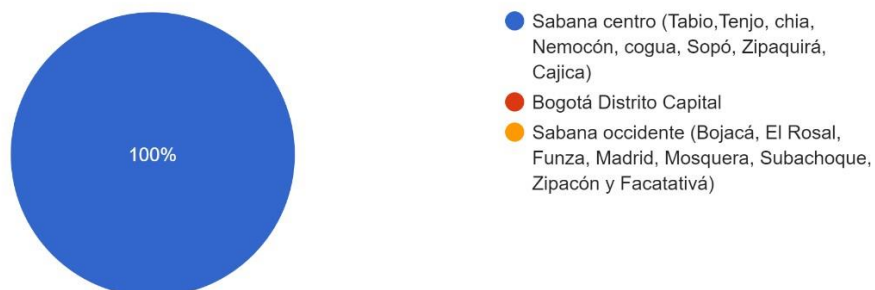 100%
Sabana centro (Tabio,Tenjo, chia,
Nemocón, cogua, Sopó, Zipaquirá,
Cajica)
Bogotá Distrito Capital
Sabana occidente (Bojacá, El Rosal,
Funza, Madrid, Mosquera, Subachoque,
Zipacón y Facatativá)